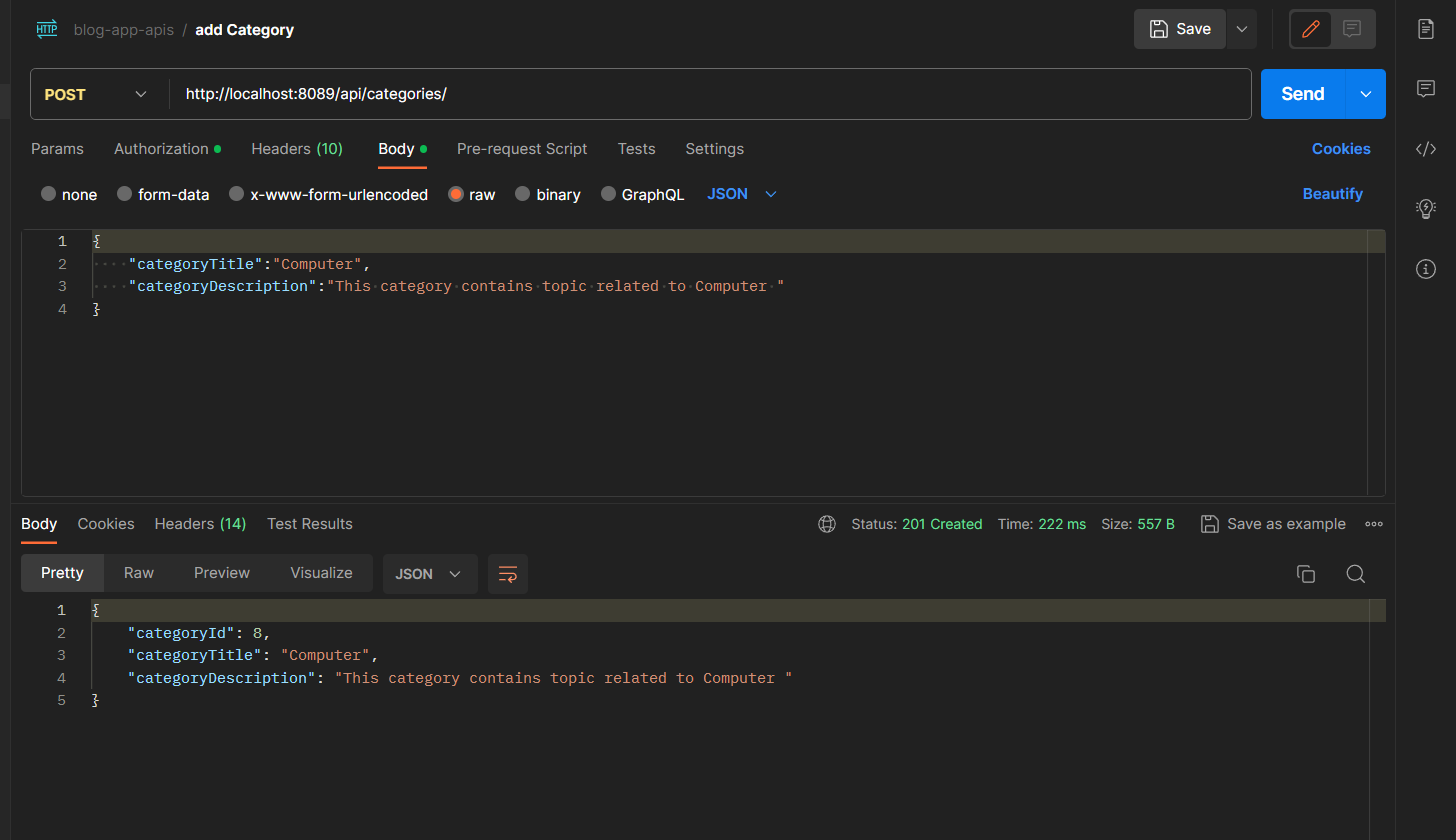 HTTP blog-app-apis / add Category Save
POST http://localhost:8089/api/categories/ Send
Params Authorization Headers (10) Body Pre-request Script Tests Settings Cookies
none form-data x-www-form-urlencoded raw binary GraphQL JSON Beautify
1 {
2 "categoryTitle":"Computer",
3 "categoryDescription":"This category contains topic related to Computer "
4 }
Body Cookies Headers (14) Test Results Status: 201 Created Time: 222 ms Size: 557 B Save as example
Pretty Raw Preview Visualize JSON
1 {
2 "categoryId": 8,
3 "categoryTitle": "Computer",
4 "categoryDescription": "This category contains topic related to Computer "
5 }